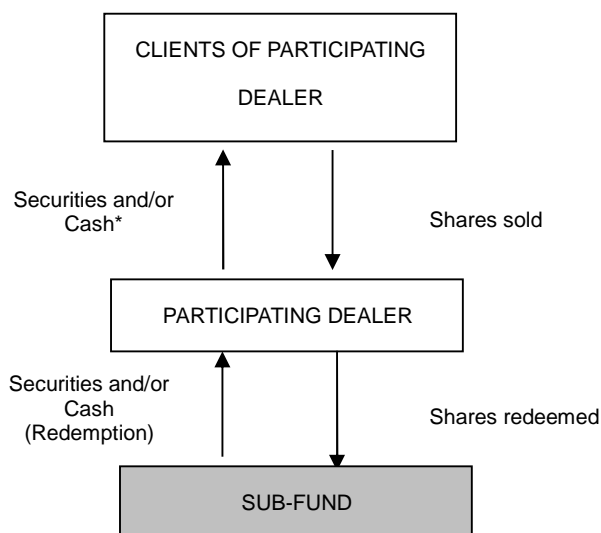 CLIENTS OF PARTICIPATING
DEALER
Securities and/or
Cash*
Shares sold
PARTICIPATING DEALER
Securities and/or
Cash
(Redemption)
Shares redeemed
SUB-FUND